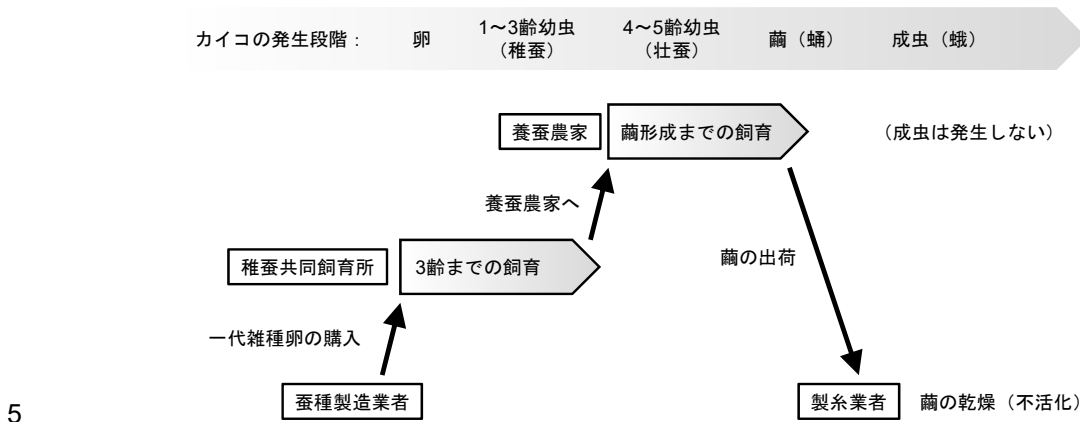 カイコの発生段階： 卵 1～3齢幼虫（稚蚕） 4～5齢幼虫（壮蚕） 繭（蛹） 成虫（蛾）
養蚕農家 繭形成までの飼育 （成虫は発生しない）
養蚕農家へ
稚蚕共同飼育所 3齢までの飼育 繭の出荷
一代雑種卵の購入
蚕種製造業者 製糸業者 繭の乾燥（不活化）
5